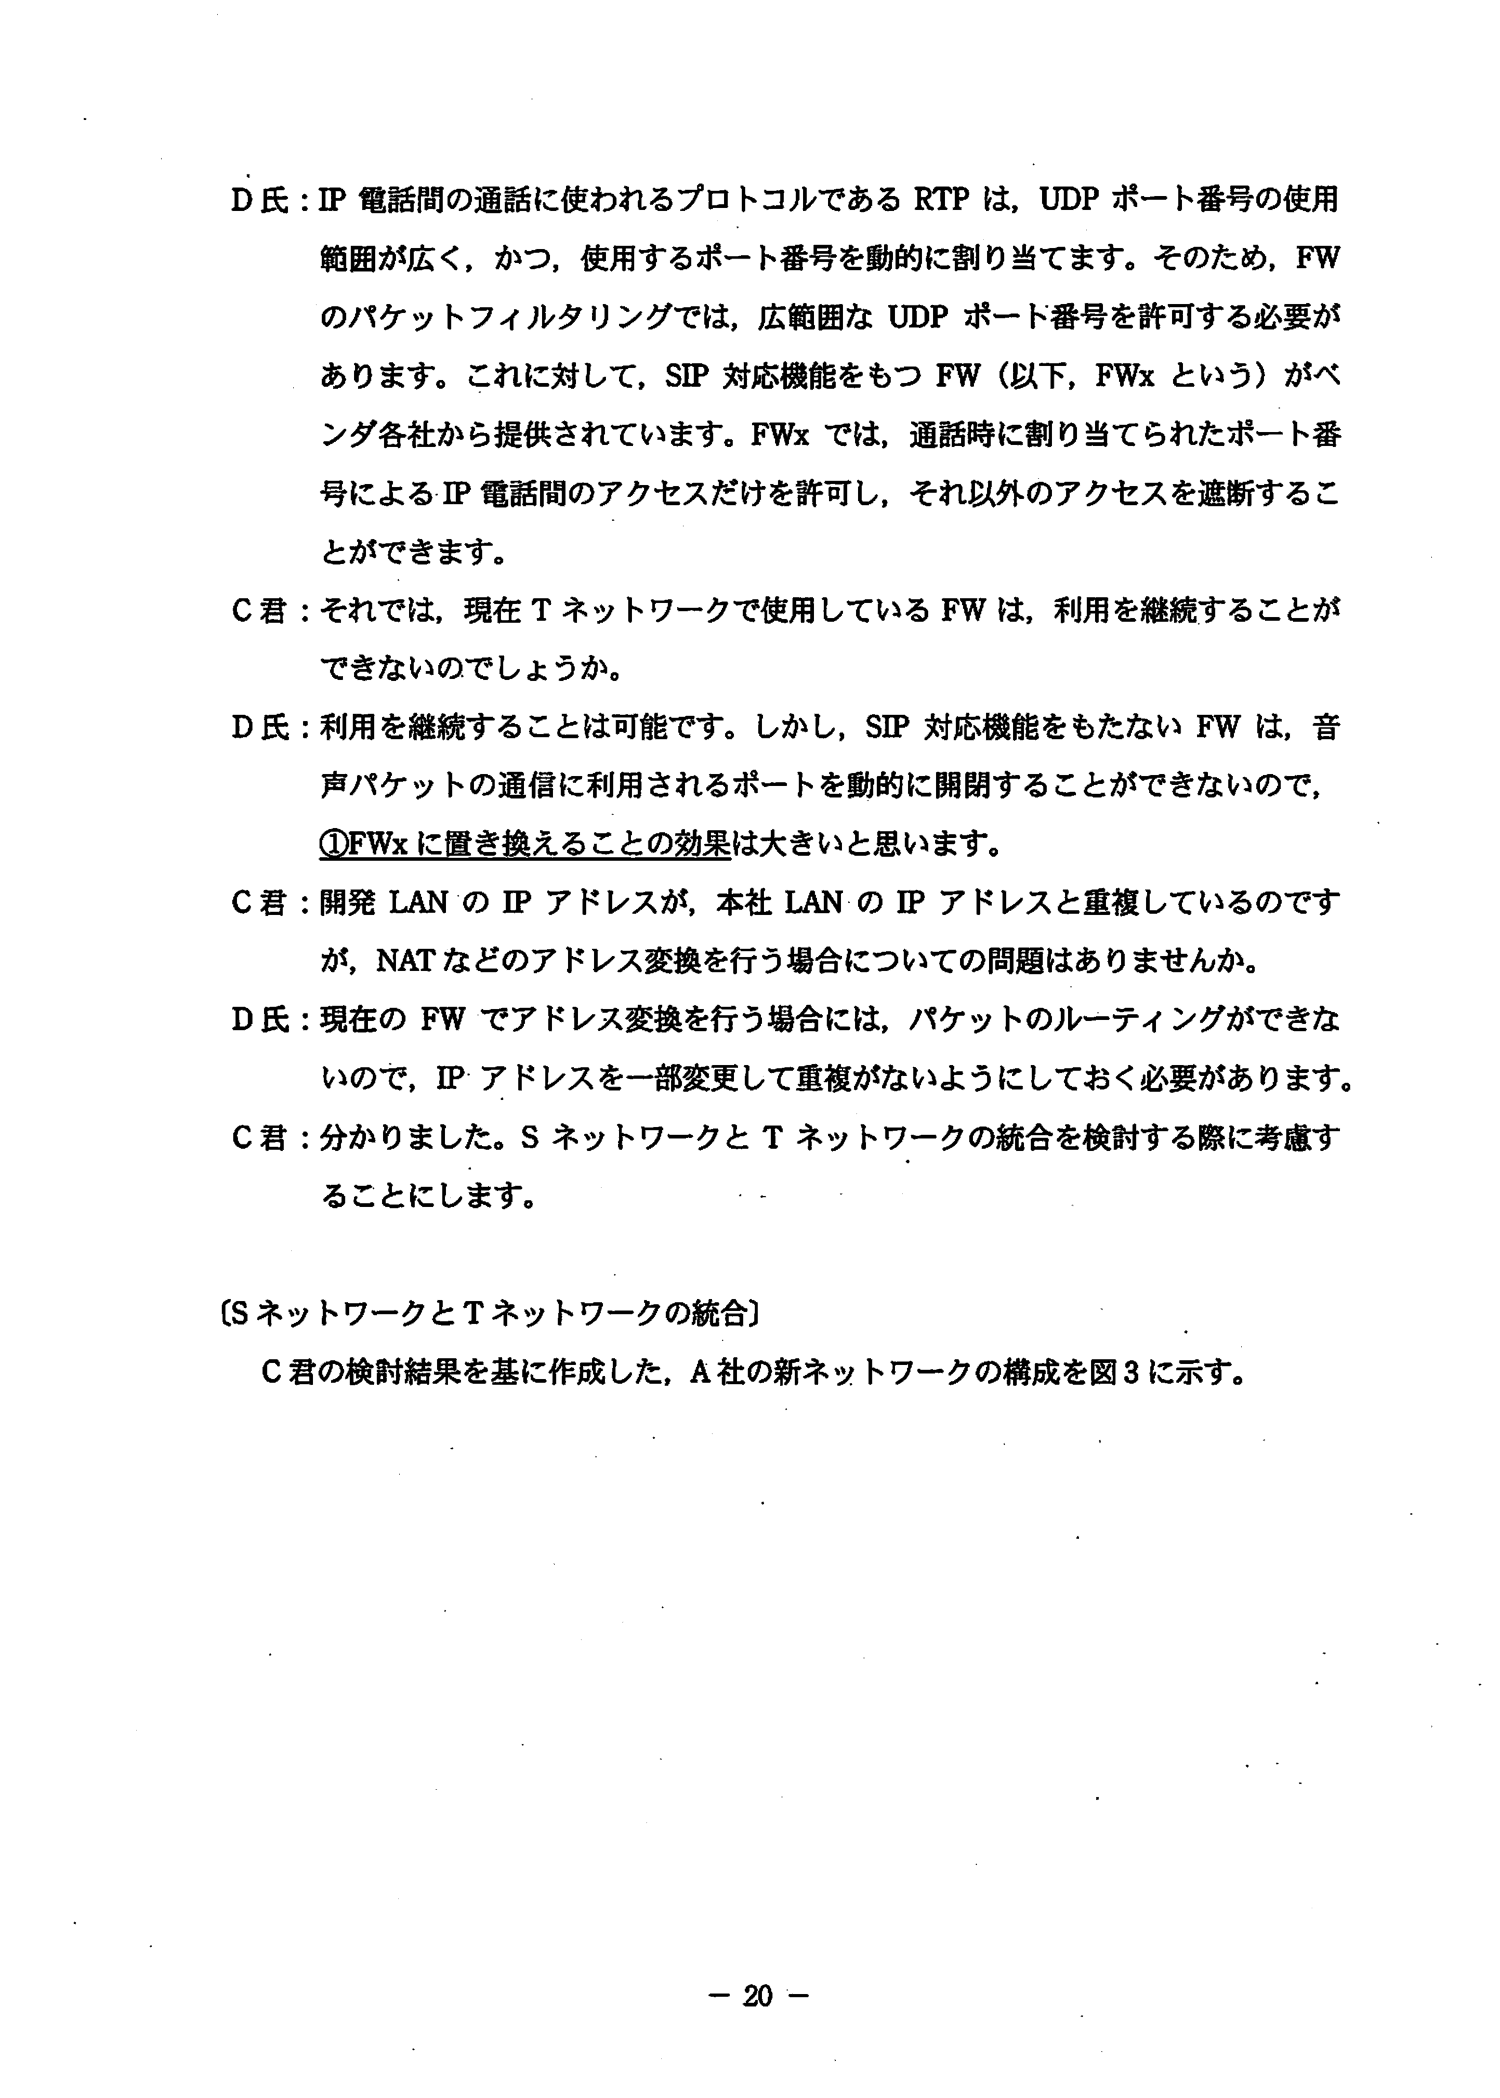 D 氏：IP 電話間の通話に使われるプロトコルである RTP は，UDP ポート番号の使用
範囲が広く，かつ，使用するポート番号を動的に割り当てます。そのため，FW
のパケットフィルタリングでは，広範囲な UDP ポート番号を許可する必要が
あります。これに対して，SIP 対応機能をもつ FW（以下，FWx という）がベ
ンダ各社から提供されています。FWx では，通話時に割り当てられたポート番
号による IP 電話間のアクセスだけを許可し，それ以外のアクセスを遮断するこ
とができます。
C 君：それでは，現在 T ネットワークで使用している FW は，利用を継続することが
できないのでしょうか。
D 氏：利用を継続することは可能です。しかし，SIP 対応機能をもたない FW は，音
声パケットの通信に利用されるポートを動的に開閉することができないので，
①FWx に置き換えることの効果は大きいと思います。
C 君：開発 LAN の IP アドレスが，本社 LAN の IP アドレスと重複しているのです
が，NAT などのアドレス変換を行う場合についての問題はありませんか。
D 氏：現在の FW でアドレス変換を行う場合には，パケットのルーティングができな
いので，IP アドレスを一部変更して重複がないようにしておく必要があります。
C 君：分かりました。S ネットワークと T ネットワークの統合を検討する際に考慮す
ることにします。
〔S ネットワークと T ネットワークの統合〕
C 君の検討結果を基に作成した，A 社の新ネットワークの構成を図 3 に示す。
－ 20 －